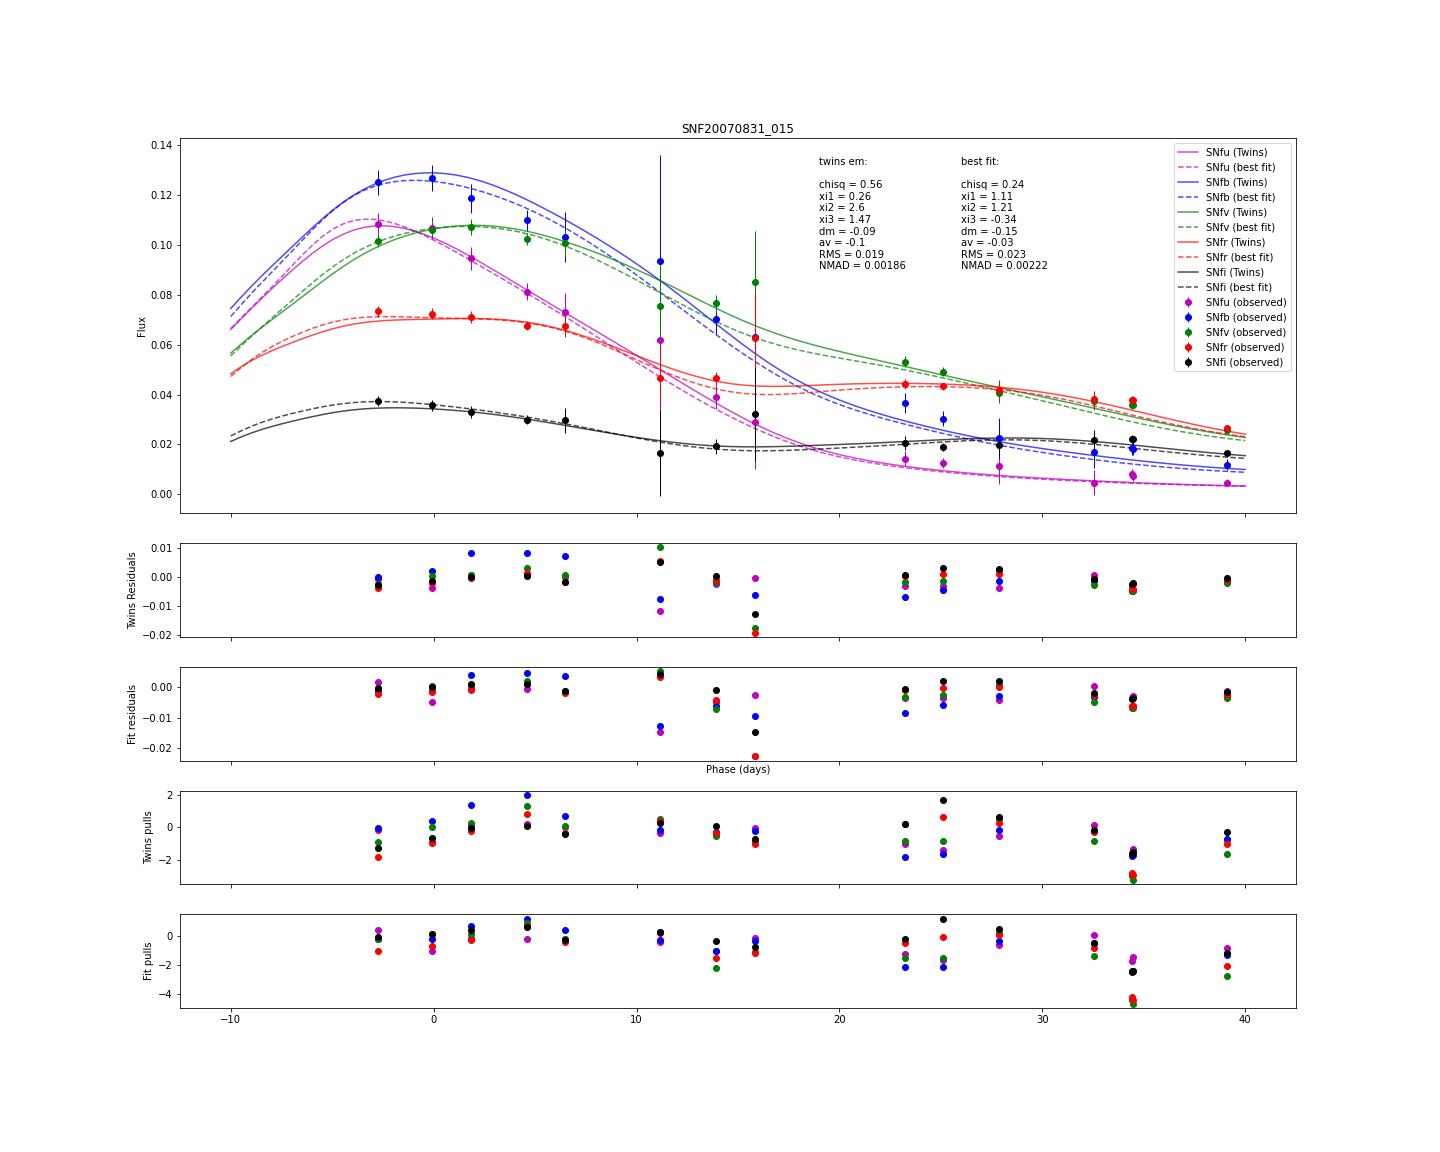 SNF20070831_015
Flux
0.14
0.12
0.10
0.08
0.06
0.04
0.02
0.00
twins em:
chisq = 0.56
xi1 = 0.26
xi2 = 2.6
xi3 = 1.47
dm = -0.09
av = -0.1
RMS = 0.019
NMAD = 0.00186
best fit:
chisq = 0.24
xi1 = 1.11
xi2 = 1.21
xi3 = -0.34
dm = -0.15
av = -0.03
RMS = 0.023
NMAD = 0.00222
SNfu (Twins)
SNfu (best fit)
SNfb (Twins)
SNfb (best fit)
SNfv (Twins)
SNfv (best fit)
SNfr (Twins)
SNfr (best fit)
SNfi (Twins)
SNfi (best fit)
SNfu (observed)
SNfb (observed)
SNfv (observed)
SNfr (observed)
SNfi (observed)
−10
0
10
20
30
40
Twins Residuals
0.01
0.00
−0.01
−0.02
Fit residuals
0.00
−0.01
−0.02
Phase (days)
Twins pulls
2
0
−2
Fit pulls
0
−2
−4
−10
0
10
20
30
40